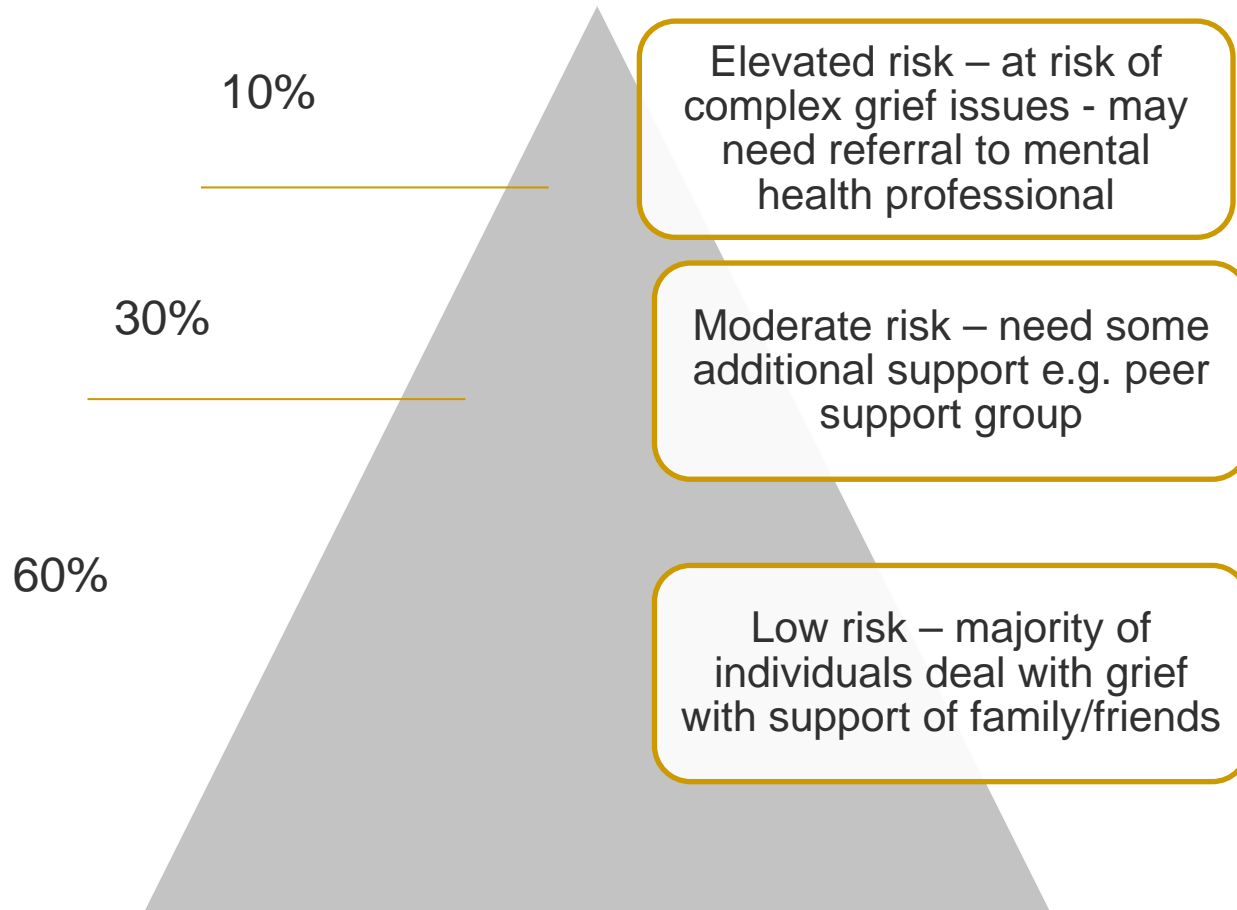 10%
Elevated risk – at risk of
complex grief issues - may
need referral to mental
health professional
30%
Moderate risk – need some
additional support e.g. peer
support group
60%
Low risk – majority of
individuals deal with grief
with support of family/friends